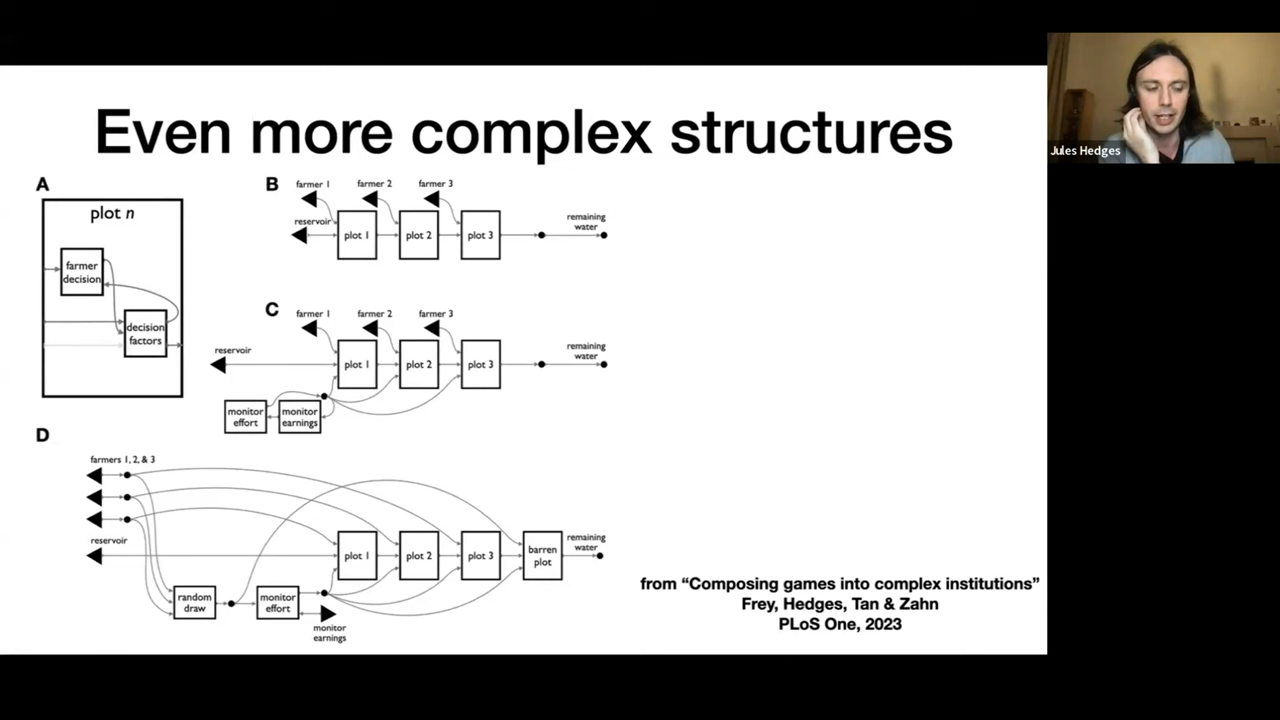 Even more complex structures
A
plot n
farmer
decision
decision
factors
B
farmer 1
farmer 2
farmer 3
reservoir
plot 1
plot 2
plot 3
remaining
water
C
farmer 1
farmer 2
farmer 3
reservoir
plot 1
plot 2
plot 3
remaining
water
monitor
effort
monitor
earnings
D
farmers 1, 2, & 3
reservoir
plot 1
plot 2
plot 3
barren
plot
remaining
water
random
draw
monitor
effort
monitor
earnings
from “Composing games into complex institutions”
Frey, Hedges, Tan & Zahn
PLoS One, 2023
Jules Hedges